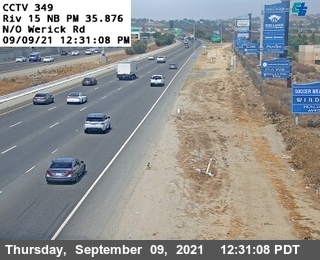 CCTV 349
Riv 15 NB PM 35.876
N/O Werick Rd
09/09/21 12:31:08 PM
SOCCER
Thursday, September 09, 2021 12:31:08 PDT